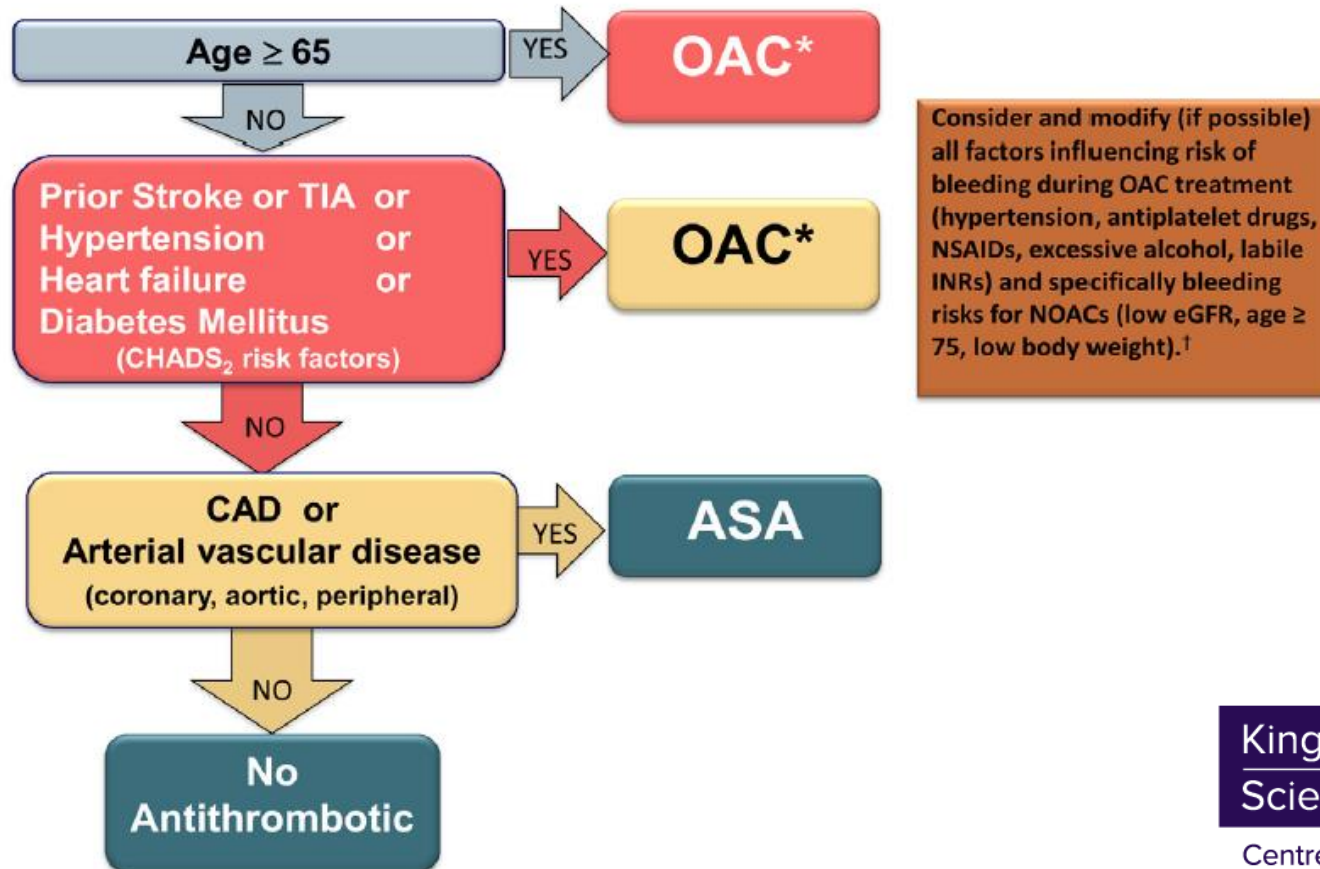 Age ≥ 65
YES
OAC*
NO
Prior Stroke or TIA or
Hypertension or
Heart failure or
Diabetes Mellitus
(CHADS₂ risk factors)
YES
OAC*
NO
CAD or
Arterial vascular disease
(coronary, aortic, peripheral)
YES
ASA
NO
No
Antithrombotic
Consider and modify (if possible)
all factors influencing risk of
bleeding during OAC treatment
(hypertension, antiplatelet drugs,
NSAIDs, excessive alcohol, labile
INRs) and specifically bleeding
risks for NOACs (low eGFR, age ≥
75, low body weight).†
King
Scie
Centre